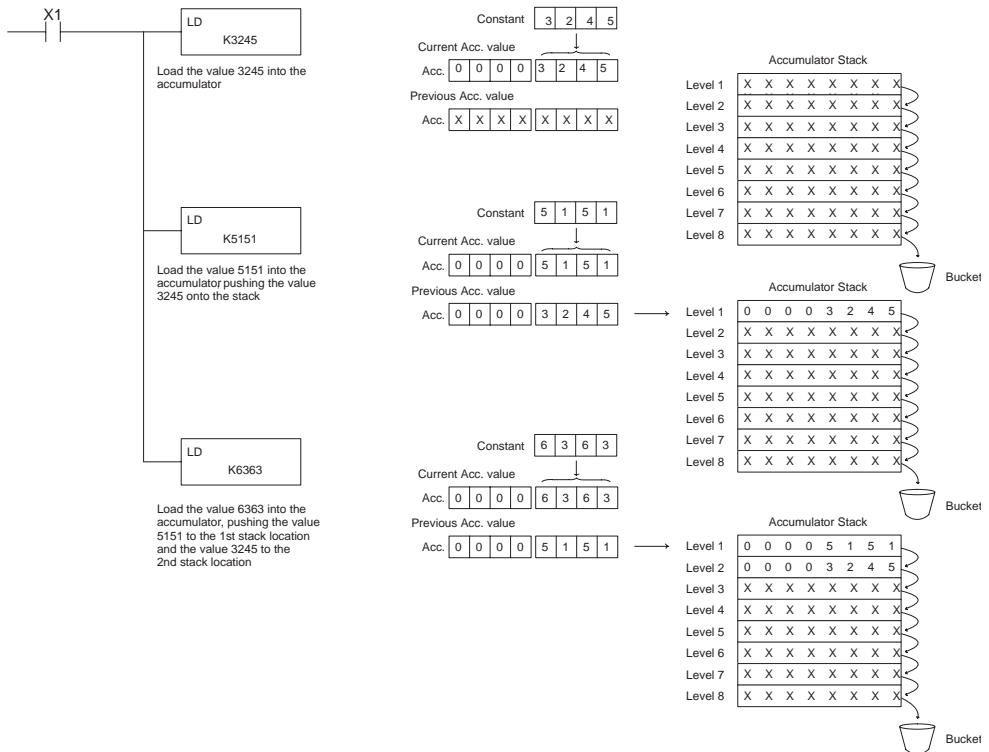 X1
LD
K3245
Load the value 3245 into the
accumulator
Constant 3 2 4 5
Current Acc. value
Acc. 0 0 0 0 3 2 4 5
Previous Acc. value
Acc. X X X X X X X X
Accumulator Stack
Level 1 X X X X X X X X
Level 2 X X X X X X X X
Level 3 X X X X X X X X
Level 4 X X X X X X X X
Level 5 X X X X X X X X
Level 6 X X X X X X X X
Level 7 X X X X X X X X
Level 8 X X X X X X X X
Bucket
LD
K5151
Load the value 5151 into the
accumulator, pushing the value
3245 onto the stack
Constant 5 1 5 1
Current Acc. value
Acc. 0 0 0 0 5 1 5 1
Previous Acc. value
Acc. 0 0 0 0 3 2 4 5
Accumulator Stack
Level 1 0 0 0 0 3 2 4 5
Level 2 X X X X X X X X
Level 3 X X X X X X X X
Level 4 X X X X X X X X
Level 5 X X X X X X X X
Level 6 X X X X X X X X
Level 7 X X X X X X X X
Level 8 X X X X X X X X
Bucket
LD
K6363
Load the value 6363 into the
accumulator, pushing the value
5151 to the 1st stack location
and the value 3245 to the
2nd stack location
Constant 6 3 6 3
Current Acc. value
Acc. 0 0 0 0 6 3 6 3
Previous Acc. value
Acc. 0 0 0 0 5 1 5 1
Accumulator Stack
Level 1 0 0 0 0 5 1 5 1
Level 2 0 0 0 0 3 2 4 5
Level 3 X X X X X X X X
Level 4 X X X X X X X X
Level 5 X X X X X X X X
Level 6 X X X X X X X X
Level 7 X X X X X X X X
Level 8 X X X X X X X X
Bucket